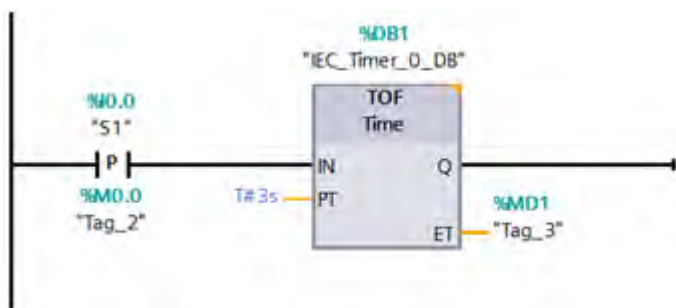 %DB1
"IEC_Timer_0_DB"
%I0.0
"S1"
TOF
Time
P
IN
Q
%M0.0
"Tag_2"
T#3s
PT
%MD1
"Tag_3"
ET